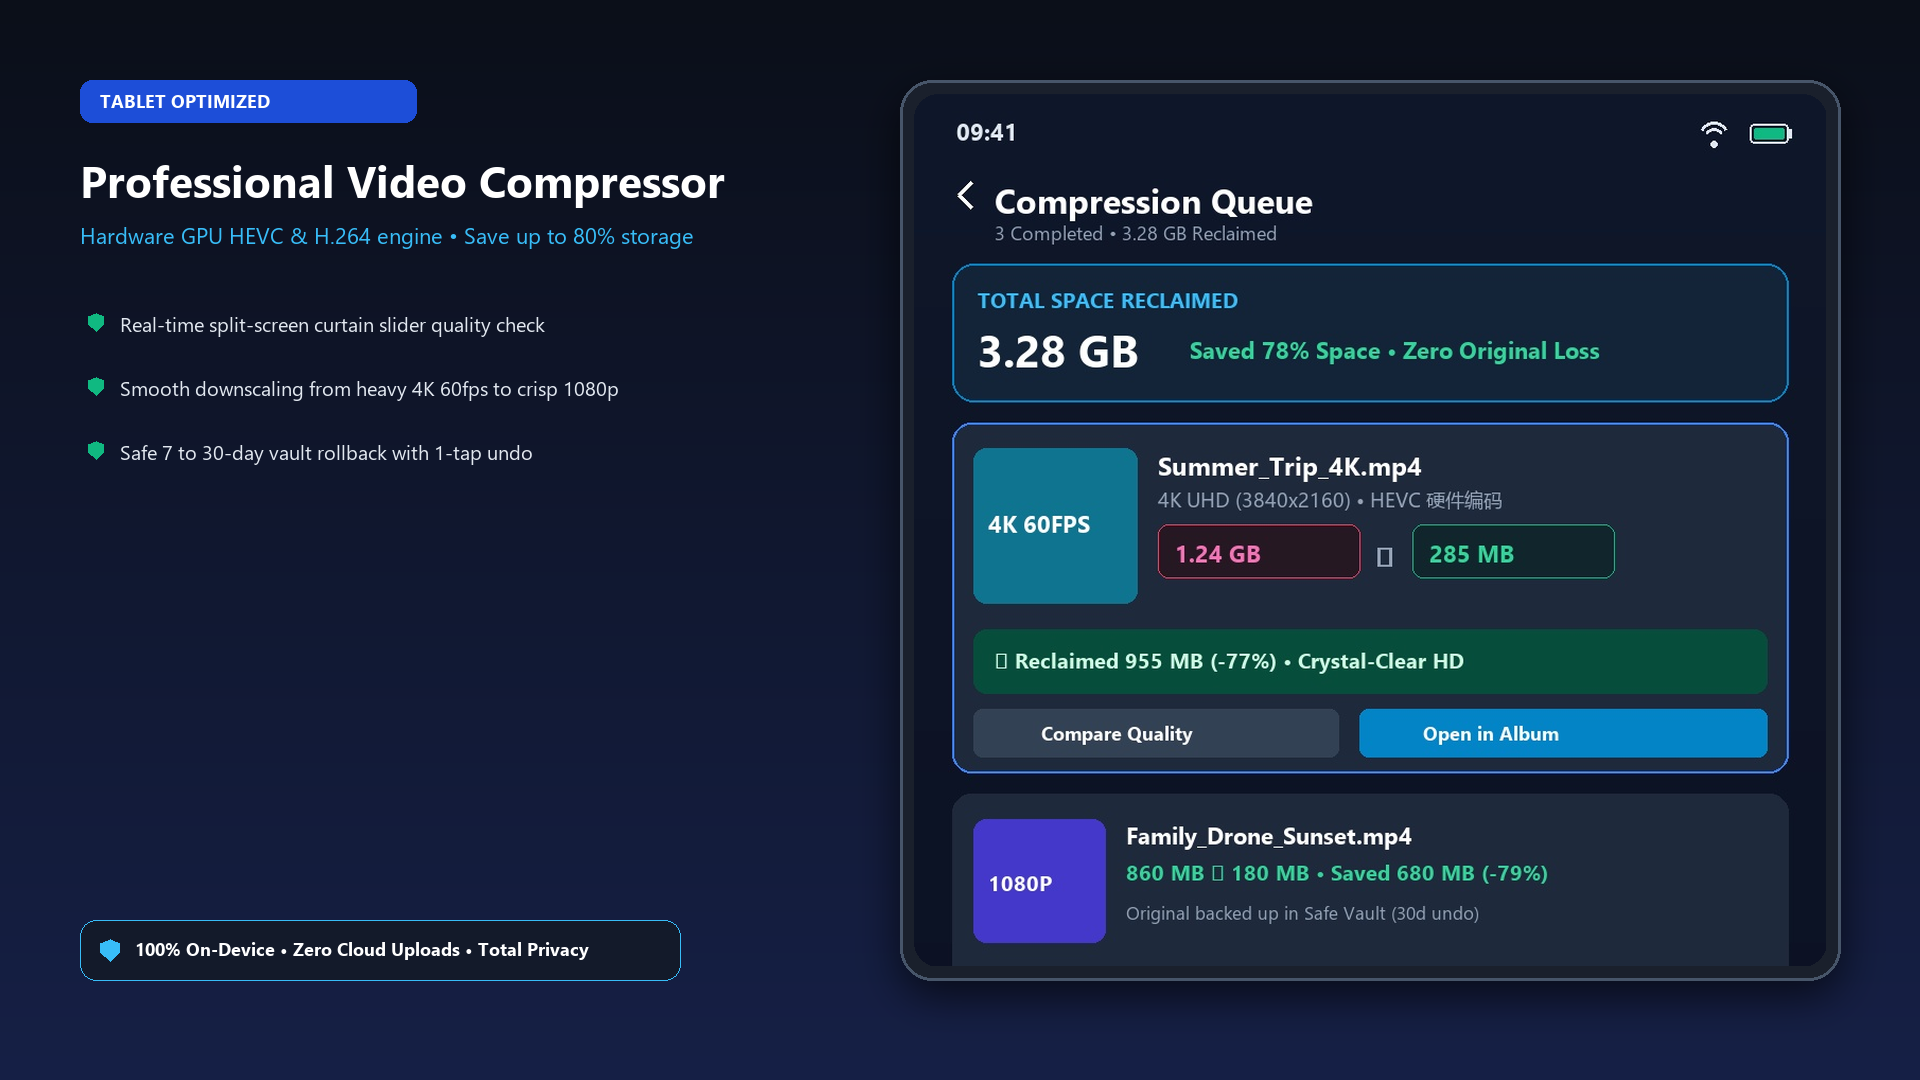 TABLET OPTIMIZED
Professional Video Compressor
Hardware GPU HEVC & H.264 engine • Save up to 80% storage
Real-time split-screen curtain slider quality check
Smooth downscaling from heavy 4K 60fps to crisp 1080p
Safe 7 to 30-day vault rollback with 1-tap undo
100% On-Device • Zero Cloud Uploads • Total Privacy
09:41
Compression Queue
3 Completed • 3.28 GB Reclaimed
TOTAL SPACE RECLAIMED
3.28 GB
Saved 78% Space • Zero Original Loss
4K 60FPS
Summer_Trip_4K.mp4
4K UHD (3840x2160) • HEVC 硬件编码
1.24 GB ▯ 285 MB
▯ Reclaimed 955 MB (-77%) • Crystal-Clear HD
Compare Quality
Open in Album
1080P
Family_Drone_Sunset.mp4
860 MB ▯ 180 MB • Saved 680 MB (-79%)
Original backed up in Safe Vault (30d undo)